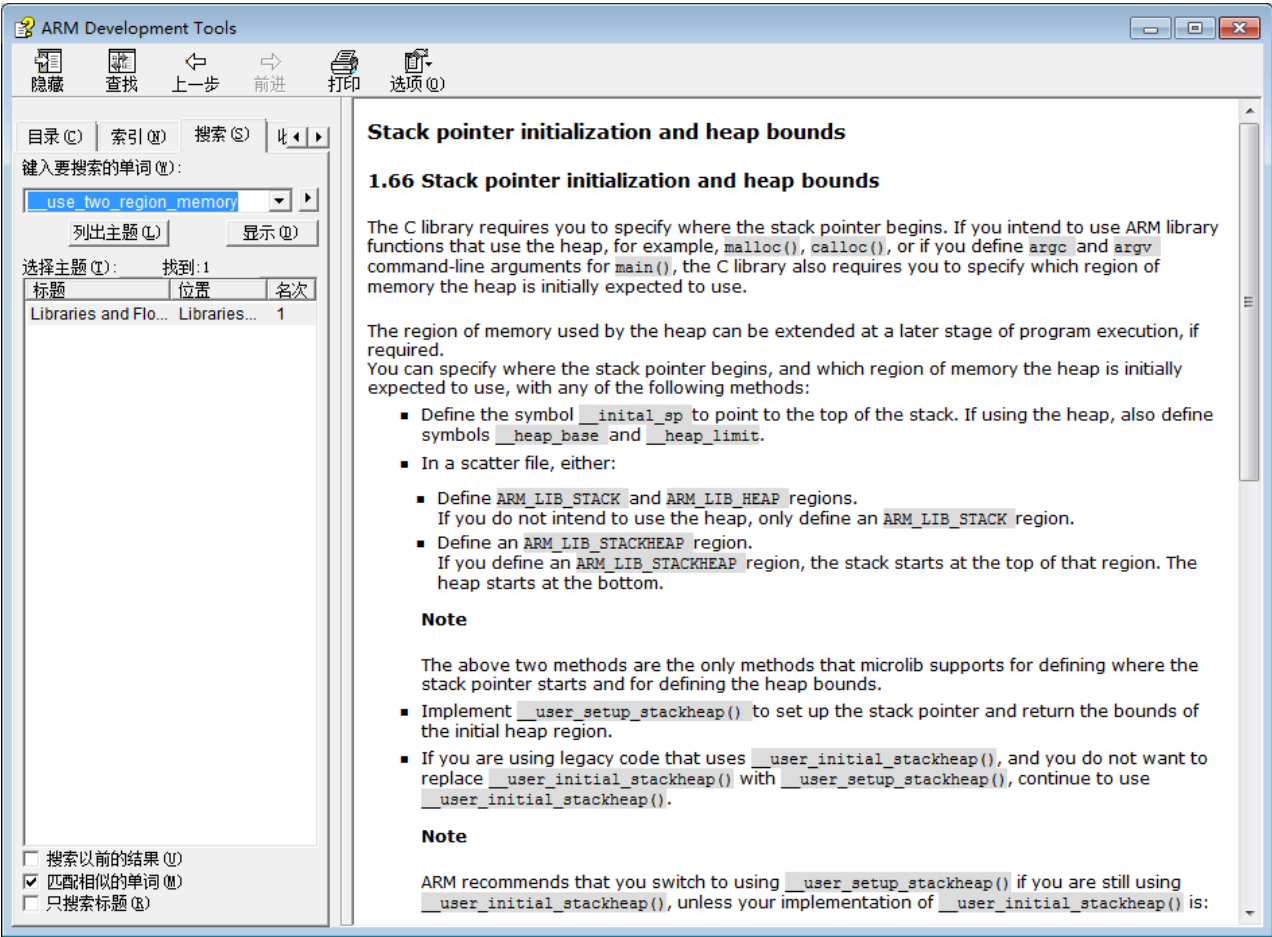 ARM Development Tools
隐藏 查找 上一步 前进 打印 选项(O)
目录(C) 索引(N) 搜索(S)
键入要搜索的单词(W):
__use_two_region_memory
列出主题(L) 显示(D)
选择主题(T): 找到:1
标题 位置 名次
Libraries and Flo... Libraries... 1
搜索以前的结果(U)
匹配相似的单词(M)
只搜索标题(R)
Stack pointer initialization and heap bounds
1.66 Stack pointer initialization and heap bounds
The C library requires you to specify where the stack pointer begins. If you intend to use ARM library
functions that use the heap, for example, malloc(), calloc(), or if you define argc and argv
command-line arguments for main(), the C library also requires you to specify which region of
memory the heap is initially expected to use.
The region of memory used by the heap can be extended at a later stage of program execution, if
required.
You can specify where the stack pointer begins, and which region of memory the heap is initially
expected to use, with any of the following methods:
▪ Define the symbol __inital_sp to point to the top of the stack. If using the heap, also define
symbols __heap_base and __heap_limit.
▪ In a scatter file, either:
▪ Define ARM_LIB_STACK and ARM_LIB_HEAP regions.
If you do not intend to use the heap, only define an ARM_LIB_STACK region.
▪ Define an ARM_LIB_STACKHEAP region.
If you define an ARM_LIB_STACKHEAP region, the stack starts at the top of that region. The
heap starts at the bottom.
Note
The above two methods are the only methods that microlib supports for defining where the
stack pointer starts and for defining the heap bounds.
▪ Implement __user_setup_stackheap() to set up the stack pointer and return the bounds of
the initial heap region.
▪ If you are using legacy code that uses __user_initial_stackheap(), and you do not want to
replace __user_initial_stackheap() with __user_setup_stackheap(), continue to use
__user_initial_stackheap().
Note
ARM recommends that you switch to using __user_setup_stackheap() if you are still using
__user_initial_stackheap(), unless your implementation of __user_initial_stackheap() is: